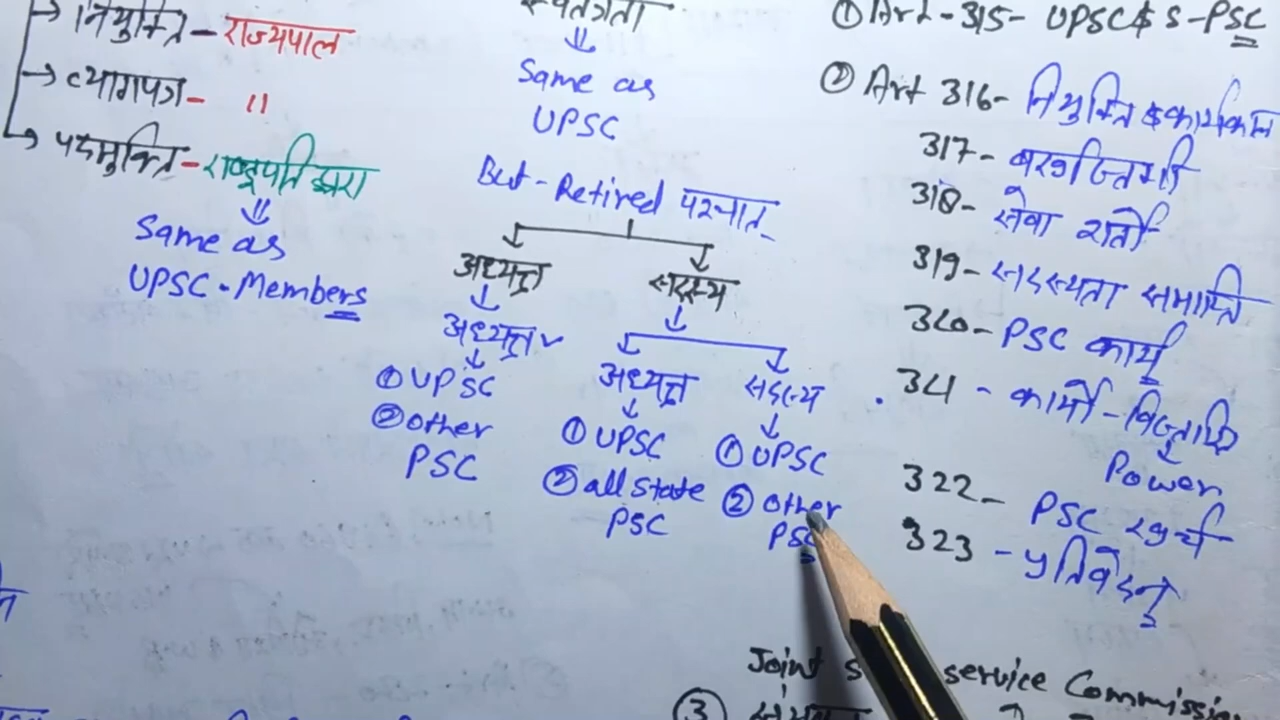 → नियुक्ति – राज्यपाल
→ त्यागपत्र – "
→ पदमुक्ति – राष्ट्रपति द्वारा
⇓
Same as
UPSC - Members
स्वतंत्रता
⇓
Same as
UPSC
But - Retired पश्चात
अध्यक्ष
सदस्य
अध्यक्ष
① UPSC
② other
PSC
अध्यक्ष
① UPSC
② all state
PSC
सदस्य
① UPSC
② other
PSC
① Art - 315 - UPSC & S-PSC
② Art 316 - नियुक्ति & कार्यकाल
317 - बरखास्तगी
318 - सेवा शर्ते
319 - सदस्यता समाप्ति
320 - PSC कार्य
321 - कार्यो - विस्तार
Power
322 - PSC खर्च
323 - प्रतिवेदन
Joint service Commission
③